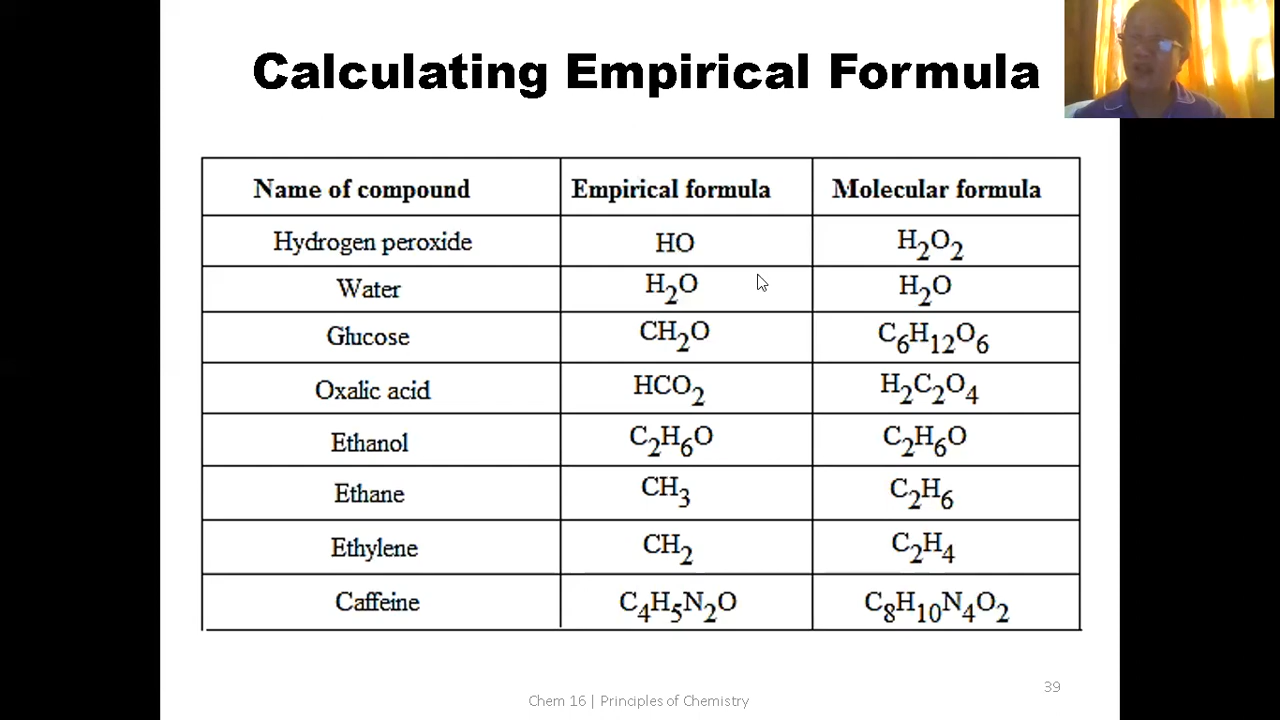 Calculating Empirical Formula
Name of compound Empirical formula Molecular formula
Hydrogen peroxide HO H₂O₂
Water H₂O H₂O
Glucose CH₂O C₆H₁₂O₆
Oxalic acid HCO₂ H₂C₂O₄
Ethanol C₂H₆O C₂H₆O
Ethane CH₃ C₂H₆
Ethylene CH₂ C₂H₄
Caffeine C₄H₅N₂O C₈H₁₀N₄O₂
39
Chem 16 | Principles of Chemistry